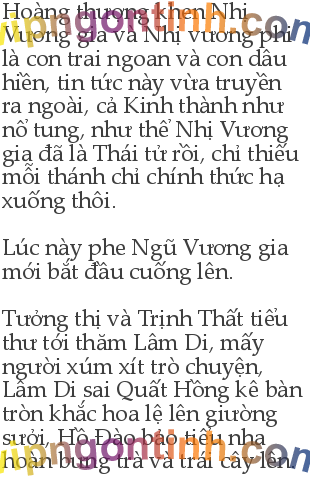 Hoàng thượng khen Nhị
Vương gia và Nhị vương phi
là con trai ngoan và con dâu
hiền, tin tức này vừa truyền
ra ngoài, cả Kinh thành như
nổ tung, như thể Nhị Vương
gia đã là Thái tử rồi, chỉ thiếu
mỗi thánh chỉ chính thức hạ
xuống thôi.
Lúc này phe Ngũ Vương gia
mới bắt đầu cuống lên.
Tưởng thị và Trịnh Thất tiểu
thư tới thăm Lâm Di, mấy
người xúm xít trò chuyện,
Lâm Di sai Quất Hồng kê bàn
tròn khắc hoa lệ lên giường
sưởi, Hồ Đào bảo tiểu nha
hoàn bưng trà và trái cây lên.
vipngontinh.com
vipngontinh.com